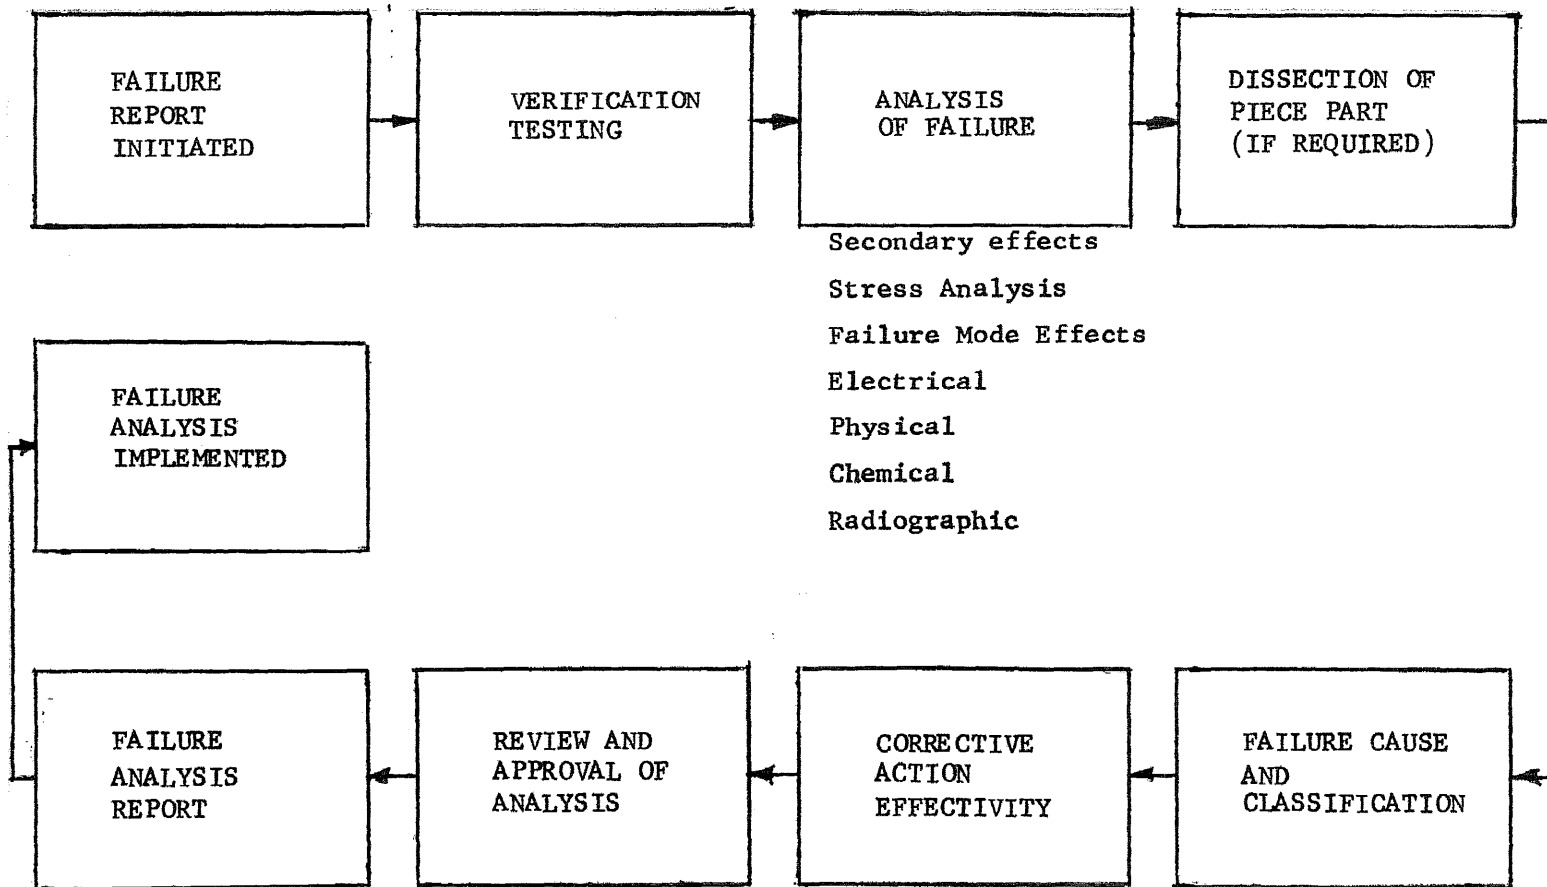 FAILURE
REPORT
INITIATED
VERIFICATION
TESTING
ANALYSIS
OF FAILURE
DISSECTION OF
PIECE PART
(IF REQUIRED)
Secondary effects
Stress Analysis
Failure Mode Effects
Electrical
Physical
Chemical
Radiographic
FAILURE
ANALYSIS
IMPLEMENTED
FAILURE
ANALYSIS
REPORT
REVIEW AND
APPROVAL OF
ANALYSIS
CORRECTIVE
ACTION
EFFECTIVITY
FAILURE CAUSE
AND
CLASSIFICATION